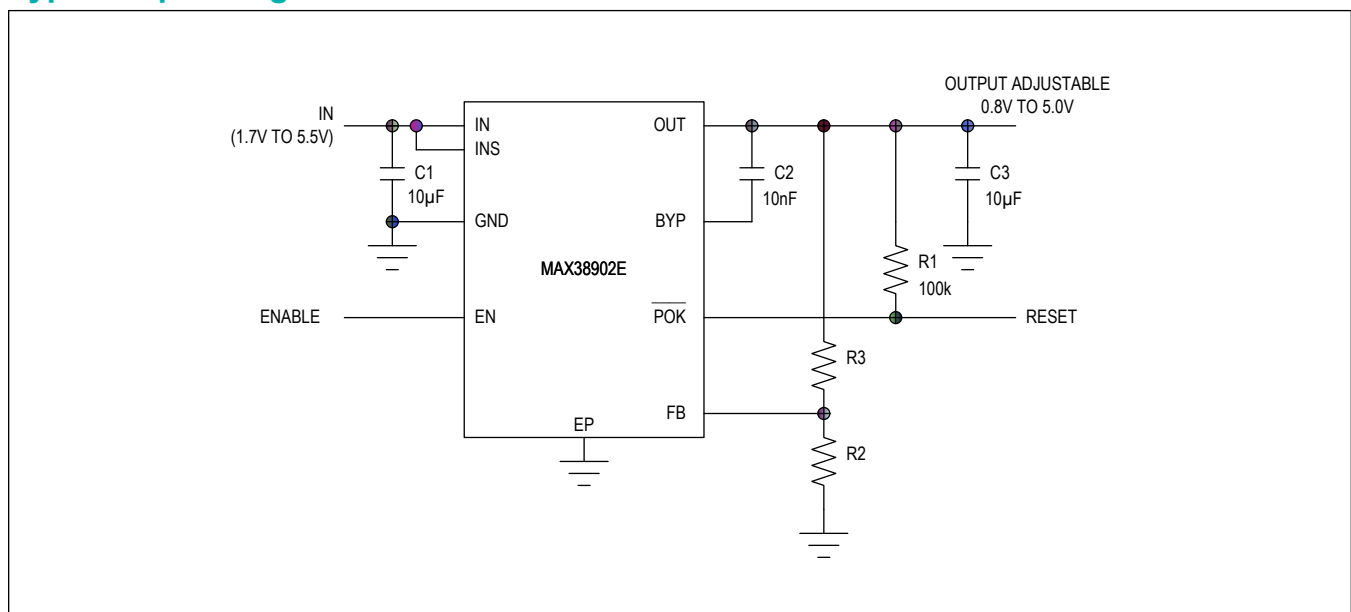 IN
(1.7V TO 5.5V)
C1
10µF
ENABLE
IN
INS
GND
EN
MAX38902E
EP
OUT
BYP
POK
FB
C2
10nF
R3
R2
R1
100k
OUTPUT ADJUSTABLE
0.8V TO 5.0V
C3
10µF
RESET